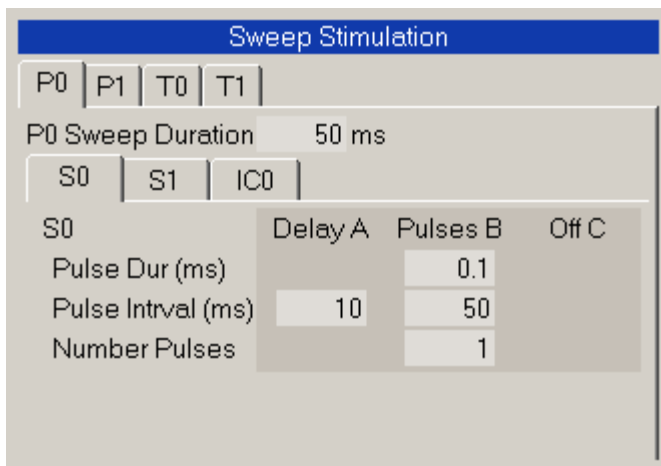 Sweep Stimulation
P0 P1 T0 T1
P0 Sweep Duration 50 ms
S0 S1 IC0
S0 Delay A Pulses B Off C
Pulse Dur (ms) 0.1
Pulse Intrval (ms) 10 50
Number Pulses 1